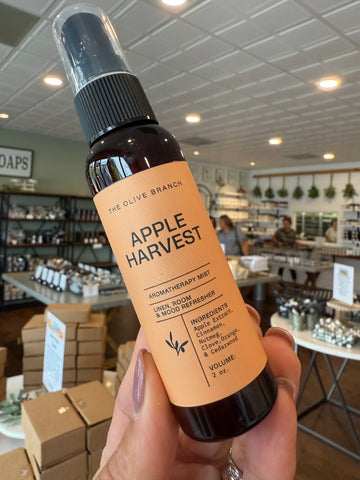 SOAPS
THE OLIVE BRANCH
APPLE
HARVEST
AROMATHERAPY MIST
LINEN, ROOM
& MOOD REFRESHER
INGREDIENTS
Apple Extract,
Cinnamon,
Nutmeg,
Clove, Orange,
& Cedarwood
VOLUME:
2 oz.